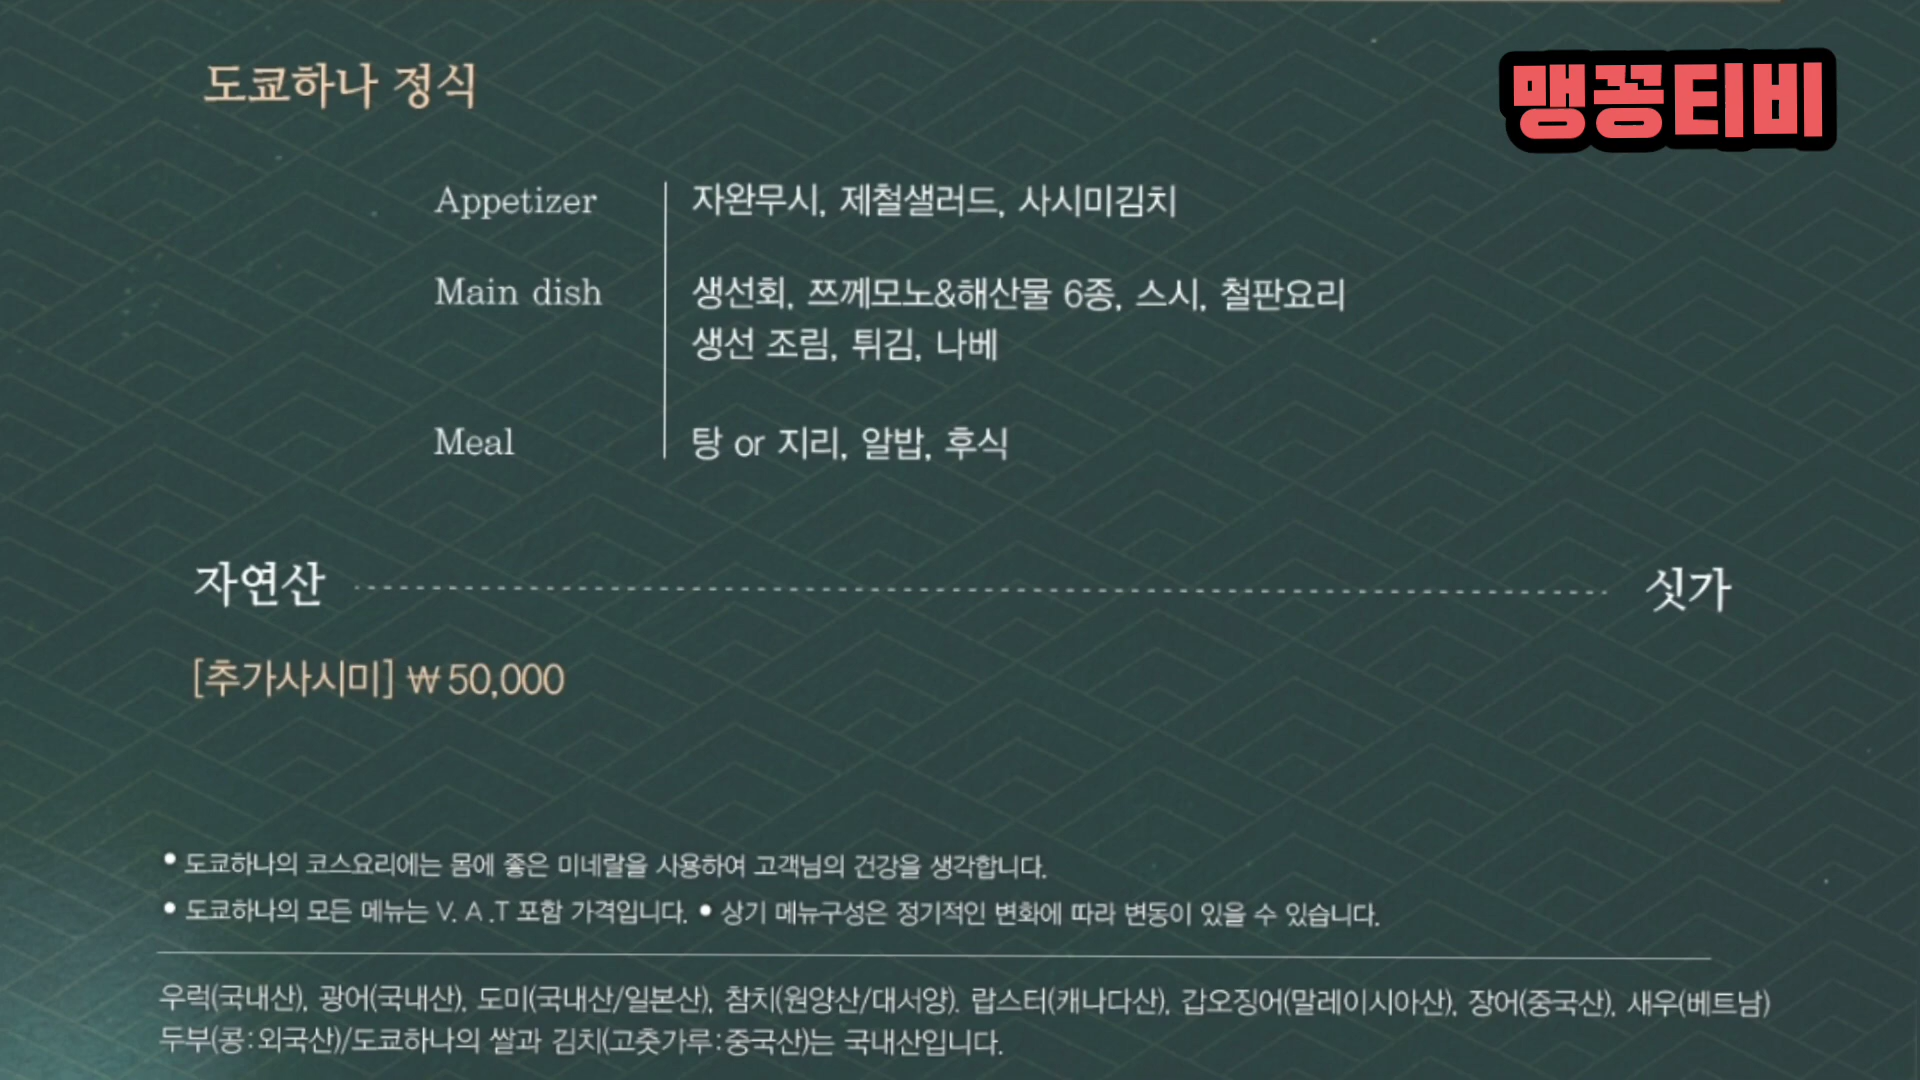 도쿄하나 정식
맹꽁티비
Appetizer 자완무시, 제철샐러드, 사시미김치
Main dish 생선회, 쯔께모노&해산물 6종, 스시, 철판요리
생선 조림, 튀김, 나베
Meal 탕 or 지리, 알밥, 후식
자연산 싯가
[추가사시미] ₩50,000
• 도쿄하나의 코스요리에는 몸에 좋은 미네랄을 사용하여 고객님의 건강을 생각합니다.
• 도쿄하나의 모든 메뉴는 V. A .T 포함 가격입니다. • 상기 메뉴구성은 정기적인 변화에 따라 변동이 있을 수 있습니다.
우럭(국내산), 광어(국내산), 도미(국내산/일본산), 참치(원양산/대서양). 랍스터(캐나다산), 갑오징어(말레이시아산), 장어(중국산), 새우(베트남)
두부(콩:외국산)/도쿄하나의 쌀과 김치(고춧가루:중국산)는 국내산입니다.